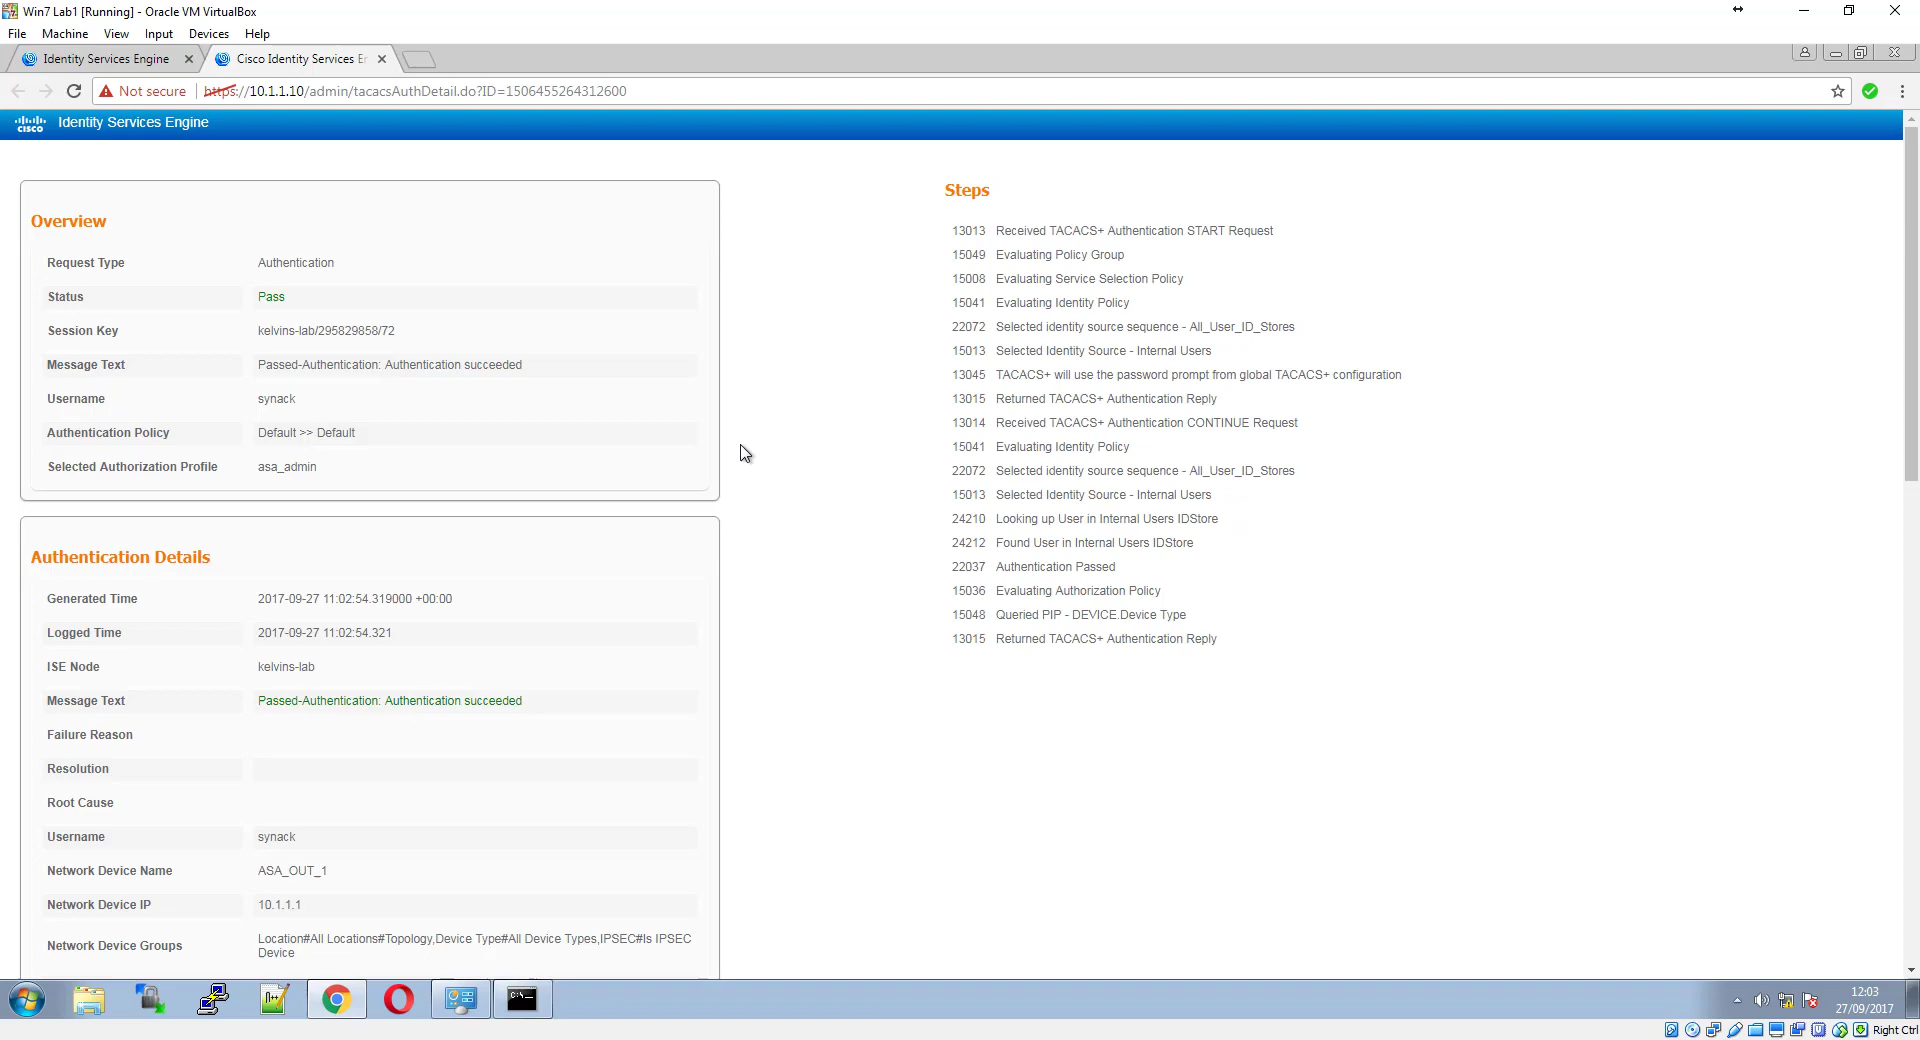 Win7 Lab1 [Running] - Oracle VM VirtualBox
File Machine View Input Devices Help
Identity Services Engine
Cisco Identity Services Er
Not secure https://10.1.1.10/admin/tacacsAuthDetail.do?ID=1506455264312600
cisco Identity Services Engine
Overview
Request Type Authentication
Status Pass
Session Key kelvins-lab/295829858/72
Message Text Passed-Authentication: Authentication succeeded
Username synack
Authentication Policy Default >> Default
Selected Authorization Profile asa_admin
Authentication Details
Generated Time 2017-09-27 11:02:54.319000 +00:00
Logged Time 2017-09-27 11:02:54.321
ISE Node kelvins-lab
Message Text Passed-Authentication: Authentication succeeded
Failure Reason
Resolution
Root Cause
Username synack
Network Device Name ASA_OUT_1
Network Device IP 10.1.1.1
Network Device Groups Location#All Locations#Topology,Device Type#All Device Types,IPSEC#Is IPSEC
Device
Steps
13013 Received TACACS+ Authentication START Request
15049 Evaluating Policy Group
15008 Evaluating Service Selection Policy
15041 Evaluating Identity Policy
22072 Selected identity source sequence - All_User_ID_Stores
15013 Selected Identity Source - Internal Users
13045 TACACS+ will use the password prompt from global TACACS+ configuration
13015 Returned TACACS+ Authentication Reply
13014 Received TACACS+ Authentication CONTINUE Request
15041 Evaluating Identity Policy
22072 Selected identity source sequence - All_User_ID_Stores
15013 Selected Identity Source - Internal Users
24210 Looking up User in Internal Users IDStore
24212 Found User in Internal Users IDStore
22037 Authentication Passed
15036 Evaluating Authorization Policy
15048 Queried PIP - DEVICE.Device Type
13015 Returned TACACS+ Authentication Reply
12:03
27/09/2017
Right Ctrl